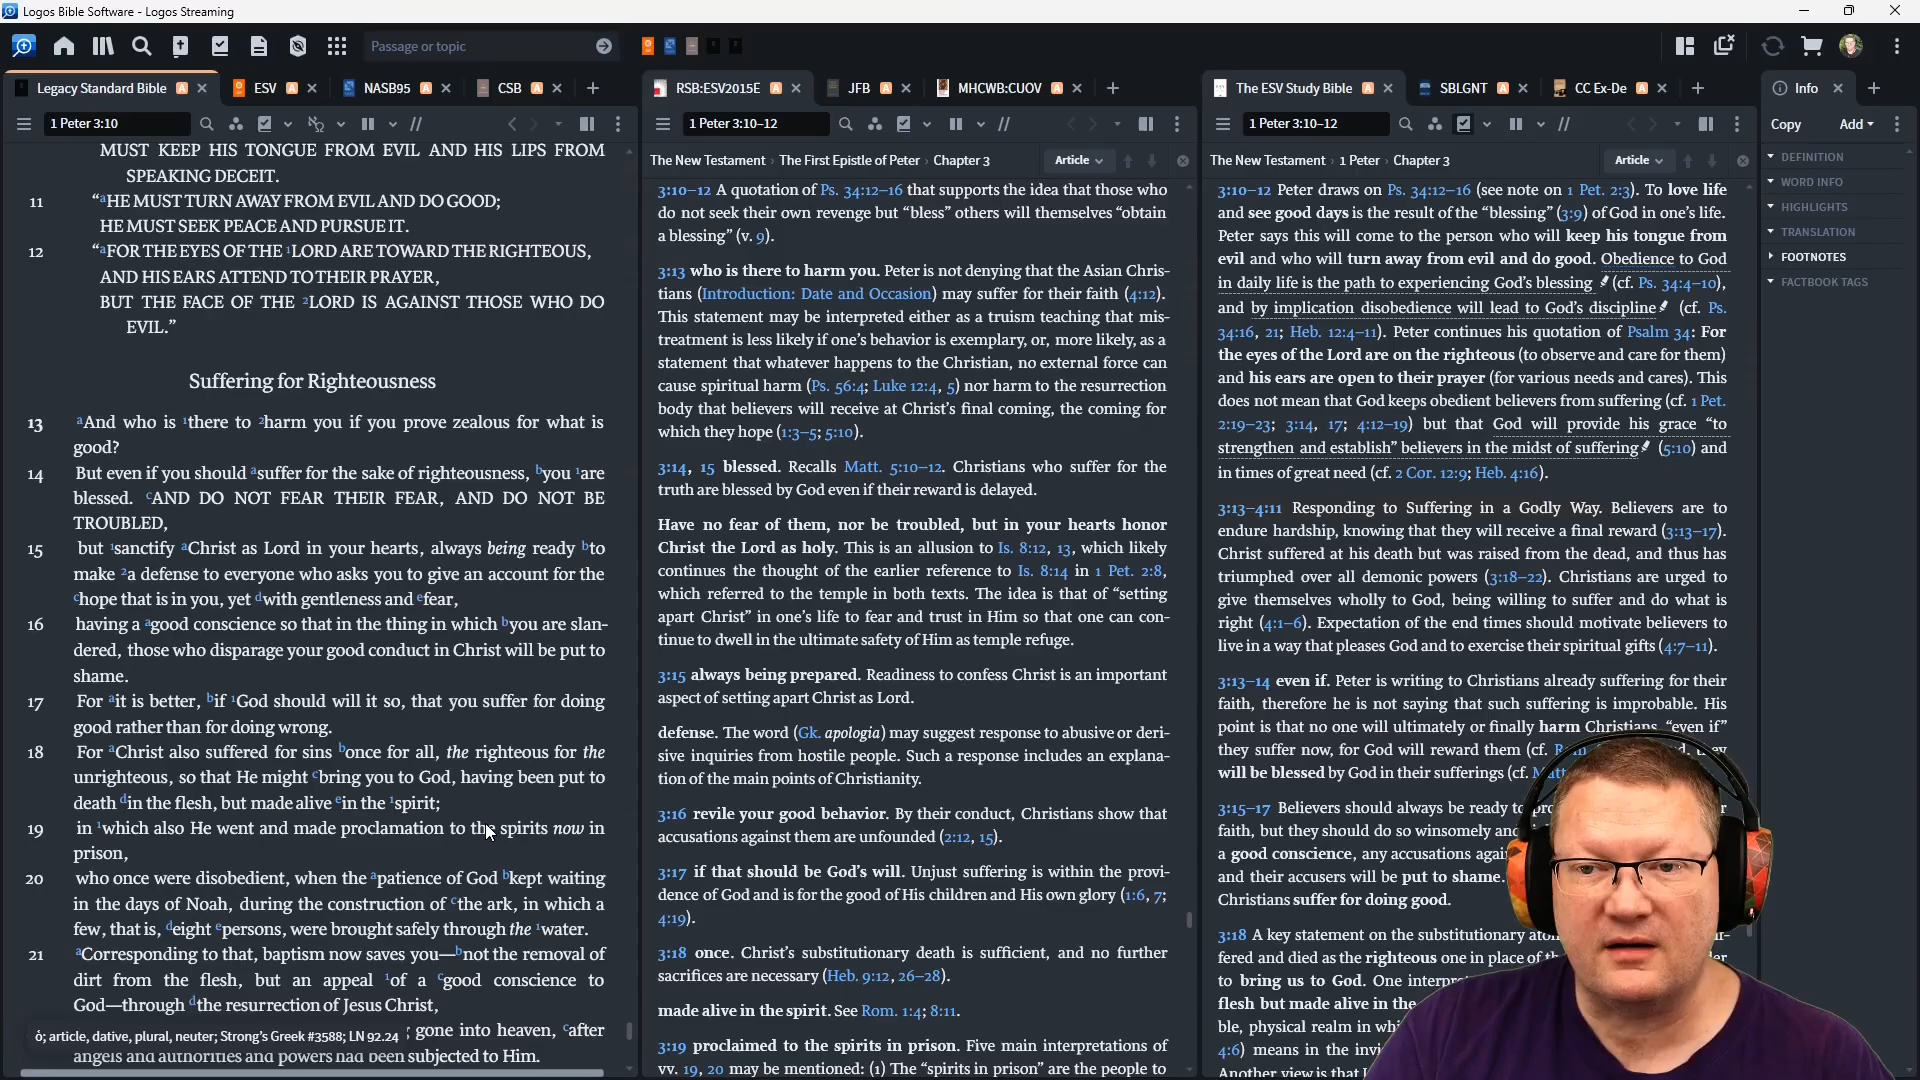 Logos Bible Software - Logos Streaming
Passage or topic
Legacy Standard Bible A
ESV A
NASB95 A
CSB A
1 Peter 3:10
MUST KEEP HIS TONGUE FROM EVIL AND HIS LIPS FROM
SPEAKING DECEIT.
11 “aHE MUST TURN AWAY FROM EVIL AND DO GOOD;
HE MUST SEEK PEACE AND PURSUE IT.
12 “aFOR THE EYES OF THE 1LORD ARE TOWARD THE RIGHTEOUS,
AND HIS EARS ATTEND TO THEIR PRAYER,
BUT THE FACE OF THE 2LORD IS AGAINST THOSE WHO DO
EVIL.”
Suffering for Righteousness
13 aAnd who is 1there to 2harm you if you prove zealous for what is
good?
14 But even if you should asuffer for the sake of righteousness, byou 1are
blessed. cAND DO NOT FEAR THEIR FEAR, AND DO NOT BE
TROUBLED,
15 but 1sanctify aChrist as Lord in your hearts, always being ready bto
make 2a defense to everyone who asks you to give an account for the
chope that is in you, yet dwith gentleness and efear,
16 having a agood conscience so that in the thing in which byou are slan-
dered, those who disparage your good conduct in Christ will be put to
shame.
17 For ait is better, bif 1God should will it so, that you suffer for doing
good rather than for doing wrong.
18 For aChrist also suffered for sins bonce for all, the righteous for the
unrighteous, so that He might cbring you to God, having been put to
death din the flesh, but made alive ein the 1spirit;
19 in 1which also He went and made proclamation to the spirits now in
prison,
20 who once were disobedient, when the apatience of God bkept waiting
in the days of Noah, during the construction of cthe ark, in which a
few, that is, deight epersons, were brought safely through the 1water.
21 aCorresponding to that, baptism now saves you—bnot the removal of
dirt from the flesh, but an appeal 1of a cgood conscience to
God—through dthe resurrection of Jesus Christ,
gone into heaven, cafter
angels and authorities and powers had been subjected to Him.
ὁ; article, dative, plural, neuter; Strong’s Greek #3588; LN 92.24
RSB:ESV2015E A
JFB A
MHCWB:CUOV A
1 Peter 3:10–12
The New Testament › The First Epistle of Peter › Chapter 3
Article
3:10–12 A quotation of Ps. 34:12–16 that supports the idea that those who
do not seek their own revenge but “bless” others will themselves “obtain
a blessing” (v. 9).
3:13 who is there to harm you. Peter is not denying that the Asian Chris-
tians (Introduction: Date and Occasion) may suffer for their faith (4:12).
This statement may be interpreted either as a truism teaching that mis-
treatment is less likely if one’s behavior is exemplary, or, more likely, as a
statement that whatever happens to the Christian, no external force can
cause spiritual harm (Ps. 56:4; Luke 12:4, 5) nor harm to the resurrection
body that believers will receive at Christ’s final coming, the coming for
which they hope (1:3–5; 5:10).
3:14, 15 blessed. Recalls Matt. 5:10–12. Christians who suffer for the
truth are blessed by God even if their reward is delayed.
Have no fear of them, nor be troubled, but in your hearts honor
Christ the Lord as holy. This is an allusion to Is. 8:12, 13, which likely
continues the thought of the earlier reference to Is. 8:14 in 1 Pet. 2:8,
which referred to the temple in both texts. The idea is that of “setting
apart Christ” in one’s life to fear and trust in Him so that one can con-
tinue to dwell in the ultimate safety of Him as temple refuge.
3:15 always being prepared. Readiness to confess Christ is an important
aspect of setting apart Christ as Lord.
defense. The word (Gk. apologia) may suggest response to abusive or deri-
sive inquiries from hostile people. Such a response includes an explana-
tion of the main points of Christianity.
3:16 revile your good behavior. By their conduct, Christians show that
accusations against them are unfounded (2:12, 15).
3:17 if that should be God’s will. Unjust suffering is within the provi-
dence of God and is for the good of His children and His own glory (1:6, 7;
4:19).
3:18 once. Christ’s substitutionary death is sufficient, and no further
sacrifices are necessary (Heb. 9:12, 26–28).
made alive in the spirit. See Rom. 1:4; 8:11.
3:19 proclaimed to the spirits in prison. Five main interpretations of
vv. 19, 20 may be mentioned: (1) The “spirits in prison” are the people to
The ESV Study Bible A
SBLGNT A
CC Ex-De A
1 Peter 3:10–12
The New Testament › 1 Peter › Chapter 3
Article
3:10–12 Peter draws on Ps. 34:12–16 (see note on 1 Pet. 2:3). To love life
and see good days is the result of the “blessing” (3:9) of God in one’s life.
Peter says this will come to the person who will keep his tongue from
evil and who will turn away from evil and do good. Obedience to God
in daily life is the path to experiencing God’s blessing (cf. Ps. 34:4–10),
and by implication disobedience will lead to God’s discipline (cf. Ps.
34:16, 21; Heb. 12:4–11). Peter continues his quotation of Psalm 34: For
the eyes of the Lord are on the righteous (to observe and care for them)
and his ears are open to their prayer (for various needs and cares). This
does not mean that God keeps obedient believers from suffering (cf. 1 Pet.
2:19–23; 3:14, 17; 4:12–19) but that God will provide his grace “to
strengthen and establish” believers in the midst of suffering (5:10) and
in times of great need (cf. 2 Cor. 12:9; Heb. 4:16).
3:13–4:11 Responding to Suffering in a Godly Way. Believers are to
endure hardship, knowing that they will receive a final reward (3:13–17).
Christ suffered at his death but was raised from the dead, and thus has
triumphed over all demonic powers (3:18–22). Christians are urged to
give themselves wholly to God, being willing to suffer and do what is
right (4:1–6). Expectation of the end times should motivate believers to
live in a way that pleases God and to exercise their spiritual gifts (4:7–11).
3:13–14 even if. Peter is writing to Christians already suffering for their
faith, therefore he is not saying that such suffering is improbable. His
point is that no one will ultimately or finally harm Christians. “even if”
they suffer now, for God will reward them (cf. they
will be blessed by God in their sufferings (cf.
3:15–17 Believers should always be ready to
faith, but they should do so winsomely and
a good conscience, any accusations
and their accusers will be put to shame.
Christians suffer for doing good.
3:18 A key statement on the substitutionary
fered and died as the righteous one in place of
to bring us to God. One
flesh but made alive in the
ble, physical realm in
4:6) means in the
Another view is that
Info
Copy
Add
DEFINITION
WORD INFO
HIGHLIGHTS
TRANSLATION
FOOTNOTES
FACTBOOK TAGS